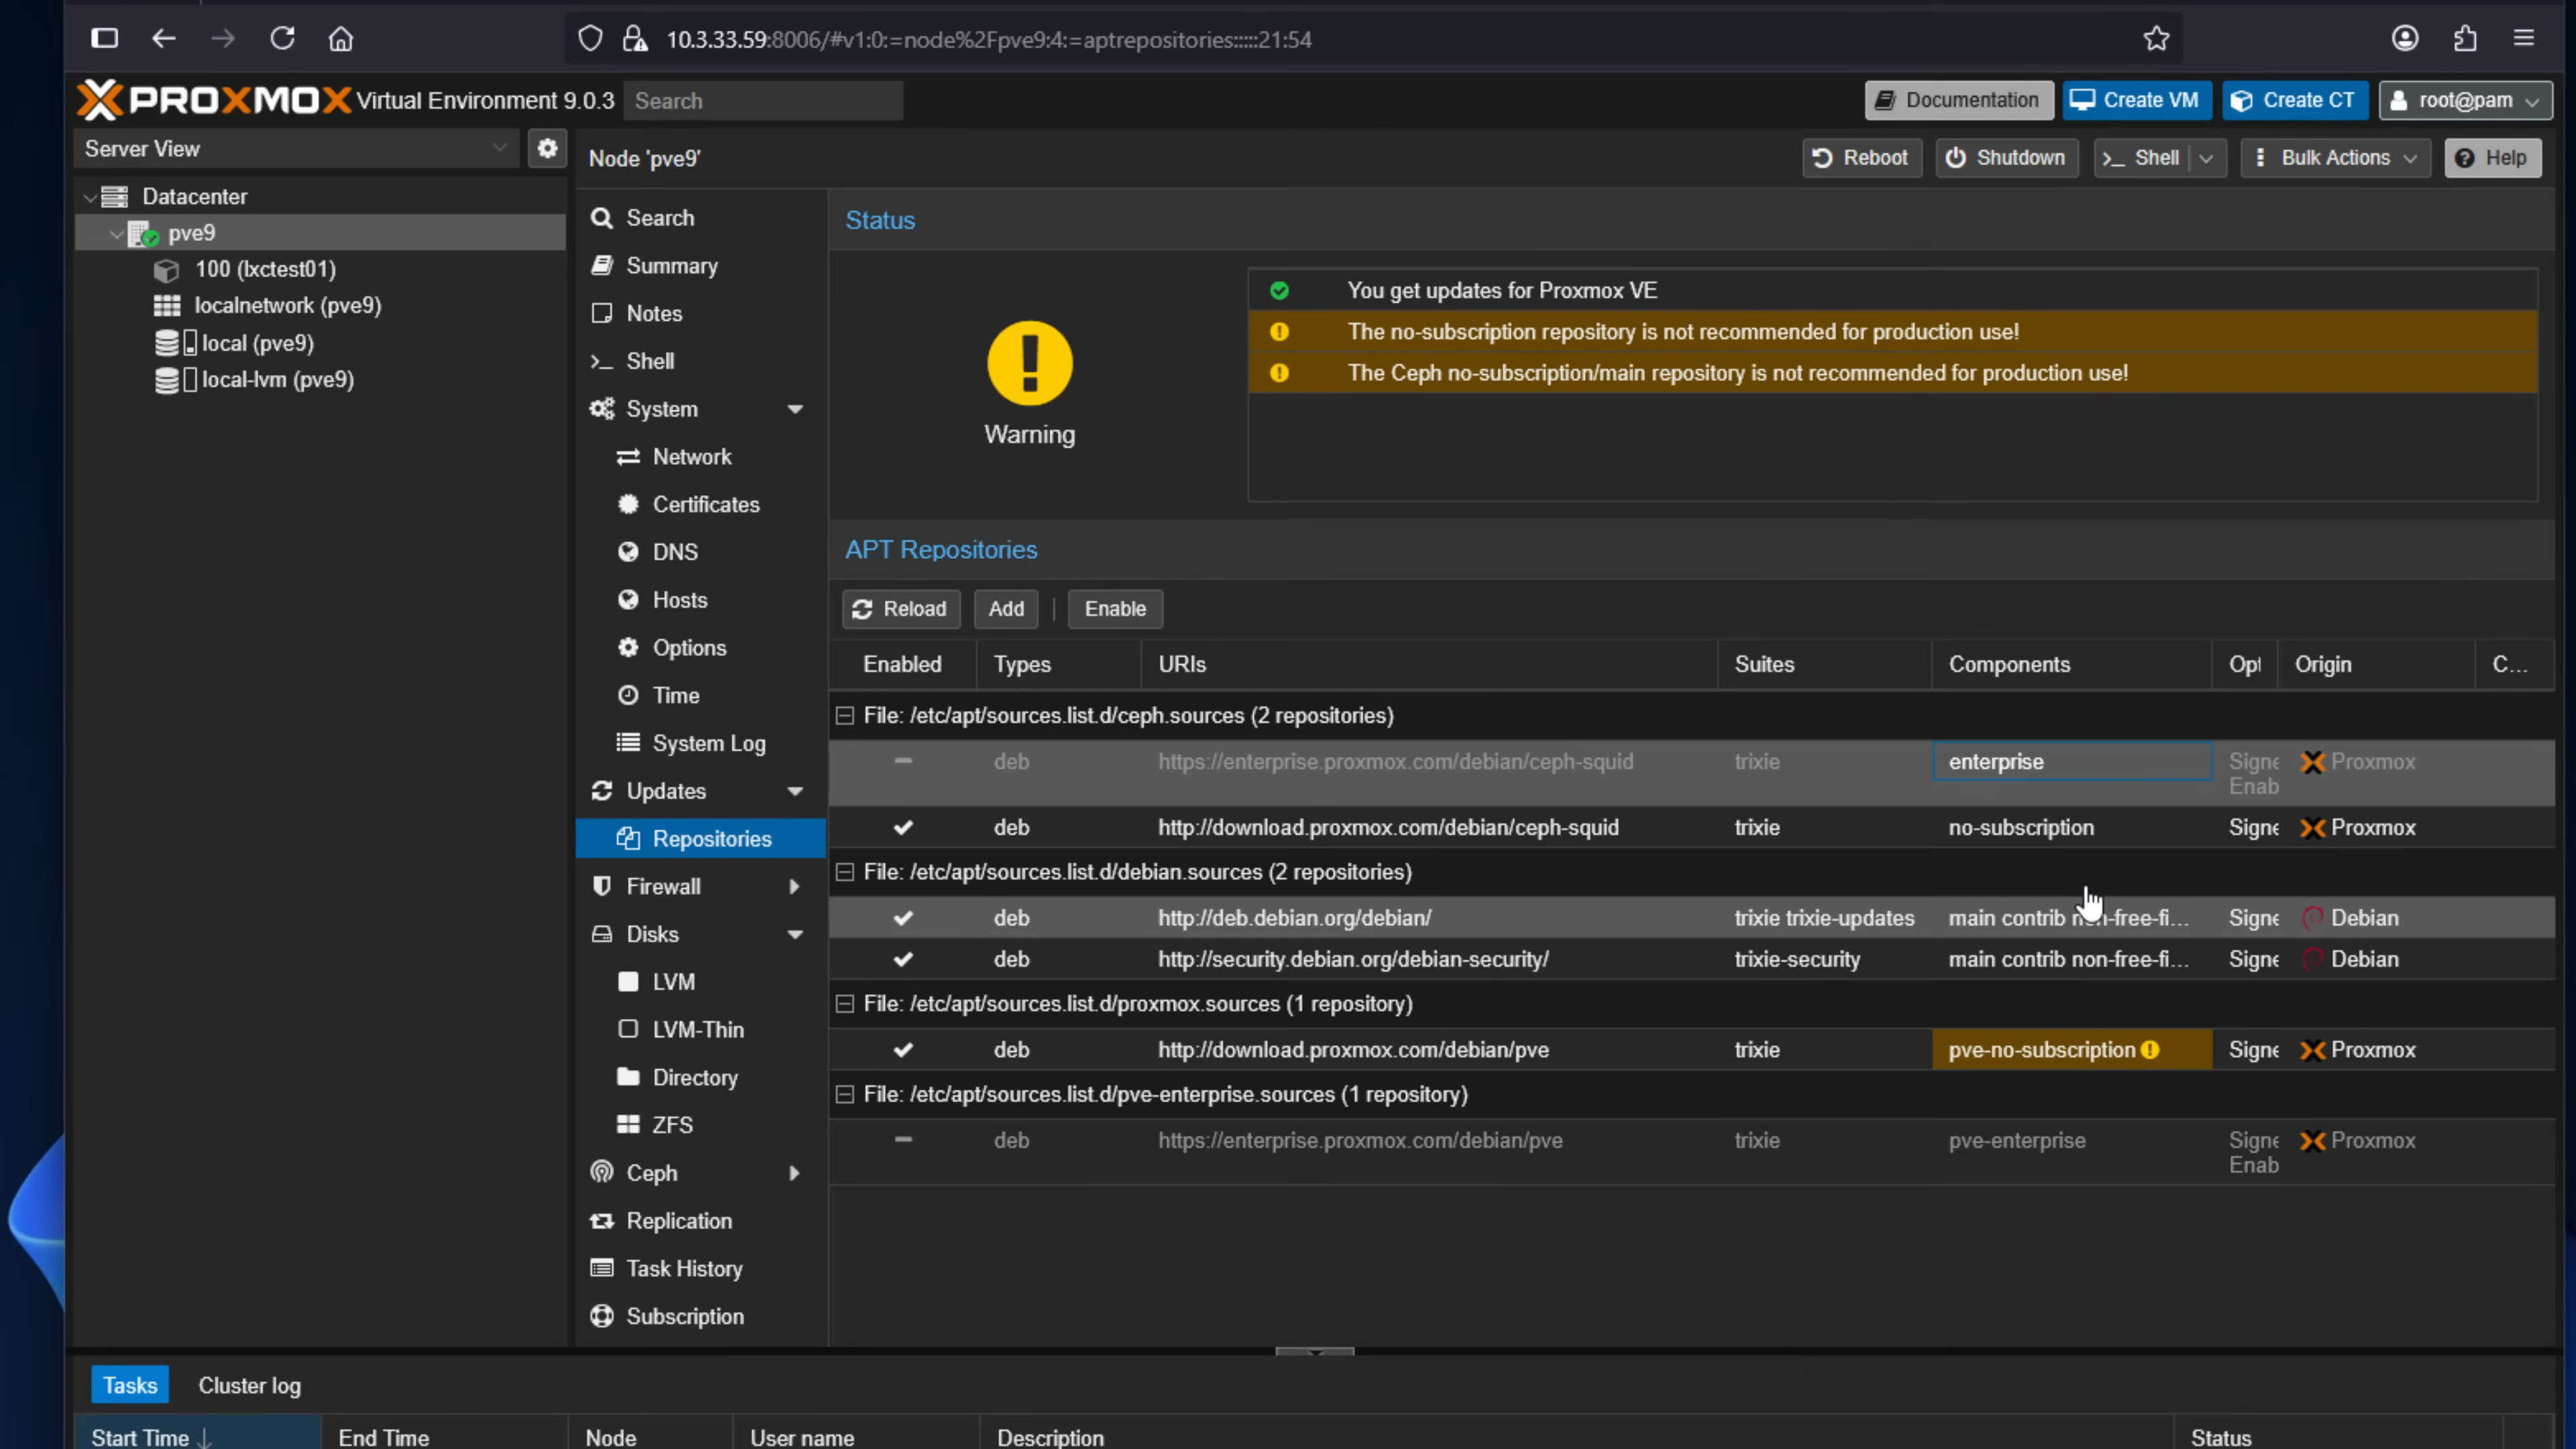 10.3.33.59:8006/#v1:0:=node%2Fpve9:4:=aptrepositories:::::21:54
PROXMOX Virtual Environment 9.0.3 Search Documentation Create VM Create CT root@pam
Server View Node 'pve9' Reboot Shutdown >_ Shell Bulk Actions Help
Datacenter
pve9
100 (lxctest01)
localnetwork (pve9)
local (pve9)
local-lvm (pve9)
Search
Summary
Notes
Shell
System
Network
Certificates
DNS
Hosts
Options
Time
System Log
Updates
Repositories
Firewall
Disks
LVM
LVM-Thin
Directory
ZFS
Ceph
Replication
Task History
Subscription
Status
Warning
You get updates for Proxmox VE
The no-subscription repository is not recommended for production use!
The Ceph no-subscription/main repository is not recommended for production use!
APT Repositories
Reload Add Enable
Enabled Types URIs Suites Components Opt Origin C...
File: /etc/apt/sources.list.d/ceph.sources (2 repositories)
deb https://enterprise.proxmox.com/debian/ceph-squid trixie enterprise Signe Proxmox
Enab
deb http://download.proxmox.com/debian/ceph-squid trixie no-subscription Signe Proxmox
File: /etc/apt/sources.list.d/debian.sources (2 repositories)
deb http://deb.debian.org/debian/ trixie trixie-updates main contrib non-free-fi... Signe Debian
deb http://security.debian.org/debian-security/ trixie-security main contrib non-free-fi... Signe Debian
File: /etc/apt/sources.list.d/proxmox.sources (1 repository)
deb http://download.proxmox.com/debian/pve trixie pve-no-subscription Signe Proxmox
File: /etc/apt/sources.list.d/pve-enterprise.sources (1 repository)
deb https://enterprise.proxmox.com/debian/pve trixie pve-enterprise Signe Proxmox
Enab
Tasks Cluster log
Start Time ↓ End Time Node User name Description Status